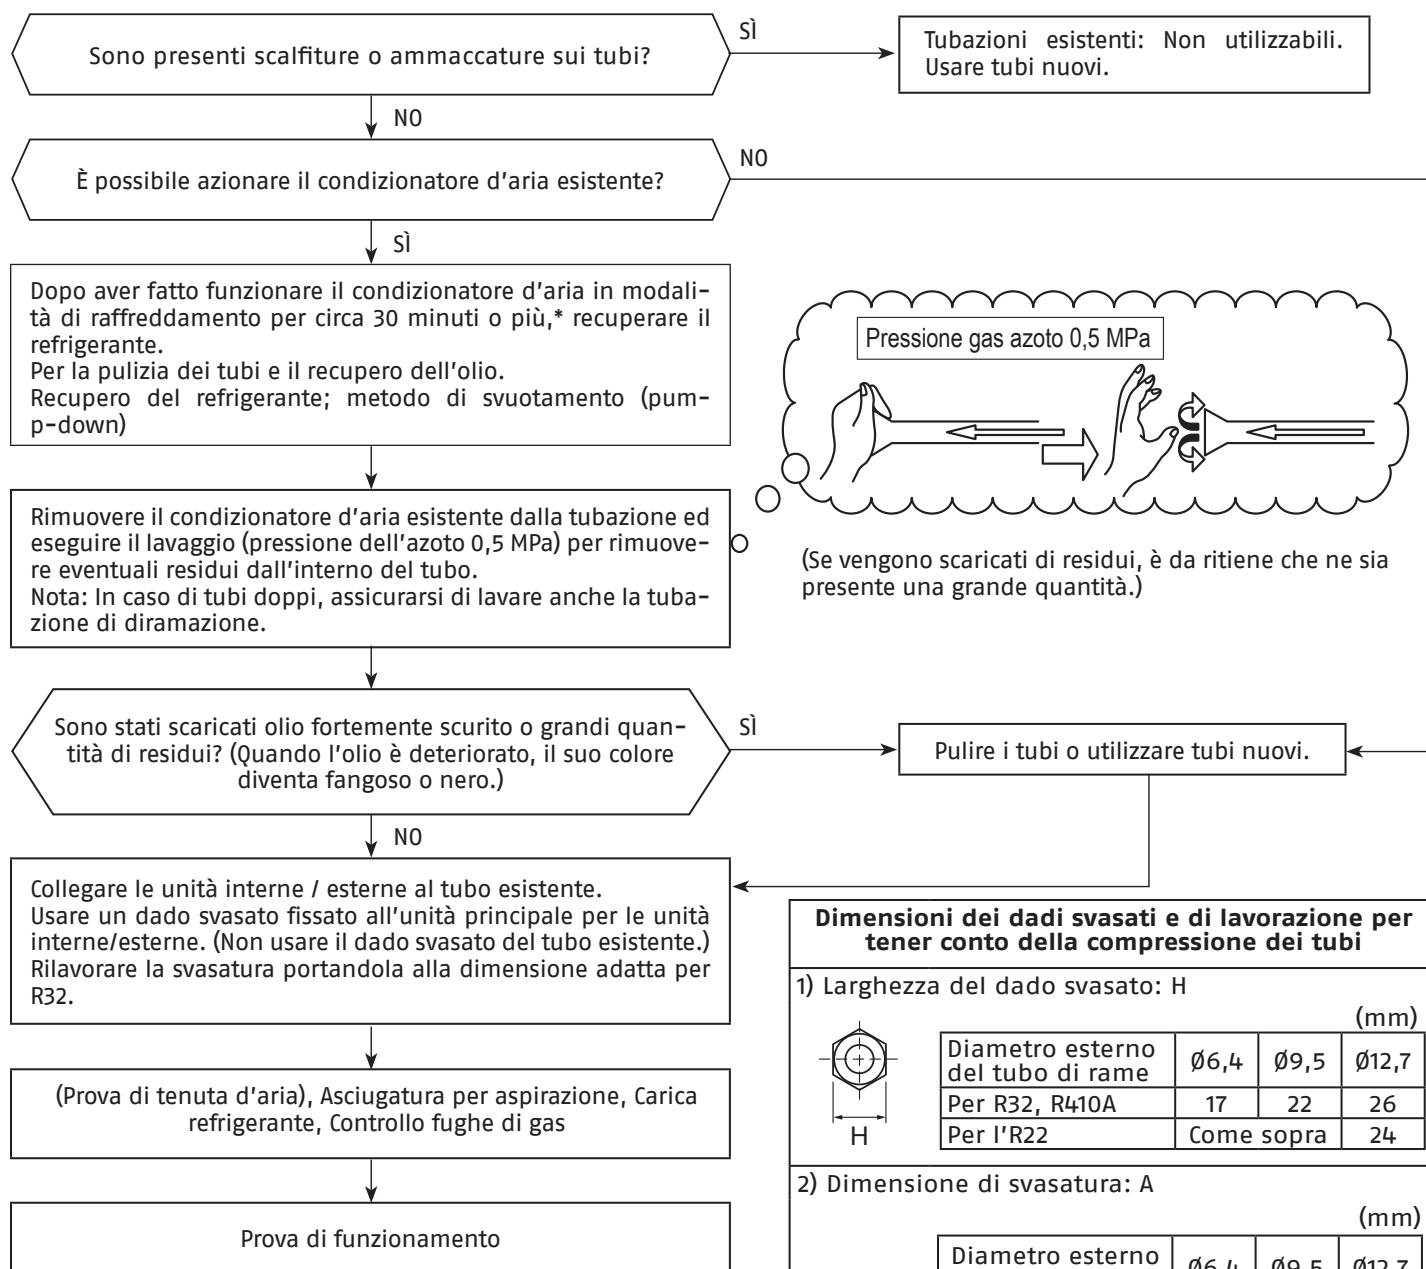 Sono presenti scalfiture o ammaccature sui tubi?
SÌ
Tubazioni esistenti: Non utilizzabili.
Usare tubi nuovi.
NO
È possibile azionare il condizionatore d'aria esistente?
NO
SÌ
Dopo aver fatto funzionare il condizionatore d'aria in modali-
tà di raffreddamento per circa 30 minuti o più,* recuperare il
refrigerante.
Per la pulizia dei tubi e il recupero dell'olio.
Recupero del refrigerante; metodo di svuotamento (pum-
p-down)
Pressione gas azoto 0,5 MPa
Rimuovere il condizionatore d'aria esistente dalla tubazione ed
eseguire il lavaggio (pressione dell'azoto 0,5 MPa) per rimuove-
re eventuali residui dall'interno del tubo.
Nota: In caso di tubi doppi, assicurarsi di lavare anche la tuba-
zione di diramazione.
(Se vengono scaricati di residui, è da ritiene che ne sia
presente una grande quantità.)
Sono stati scaricati olio fortemente scurito o grandi quan-
tità di residui? (Quando l'olio è deteriorato, il suo colore
diventa fangoso o nero.)
SÌ
Pulire i tubi o utilizzare tubi nuovi.
NO
Collegare le unità interne / esterne al tubo esistente.
Usare un dado svasato fissato all'unità principale per le unità
interne/esterne. (Non usare il dado svasato del tubo esistente.)
Rilavorare la svasatura portandola alla dimensione adatta per
R32.
(Prova di tenuta d'aria), Asciugatura per aspirazione, Carica
refrigerante, Controllo fughe di gas
Prova di funzionamento
Dimensioni dei dadi svasati e di lavorazione per
tener conto della compressione dei tubi
1) Larghezza del dado svasato: H
(mm)
H
Diametro esterno
del tubo di rame Ø6,4 Ø9,5 Ø12,7
Per R32, R410A 17 22 26
Per l'R22 Come sopra 24
2) Dimensione di svasatura: A
(mm)
Diametro esterno Ø6,4 Ø9,5 Ø12,7